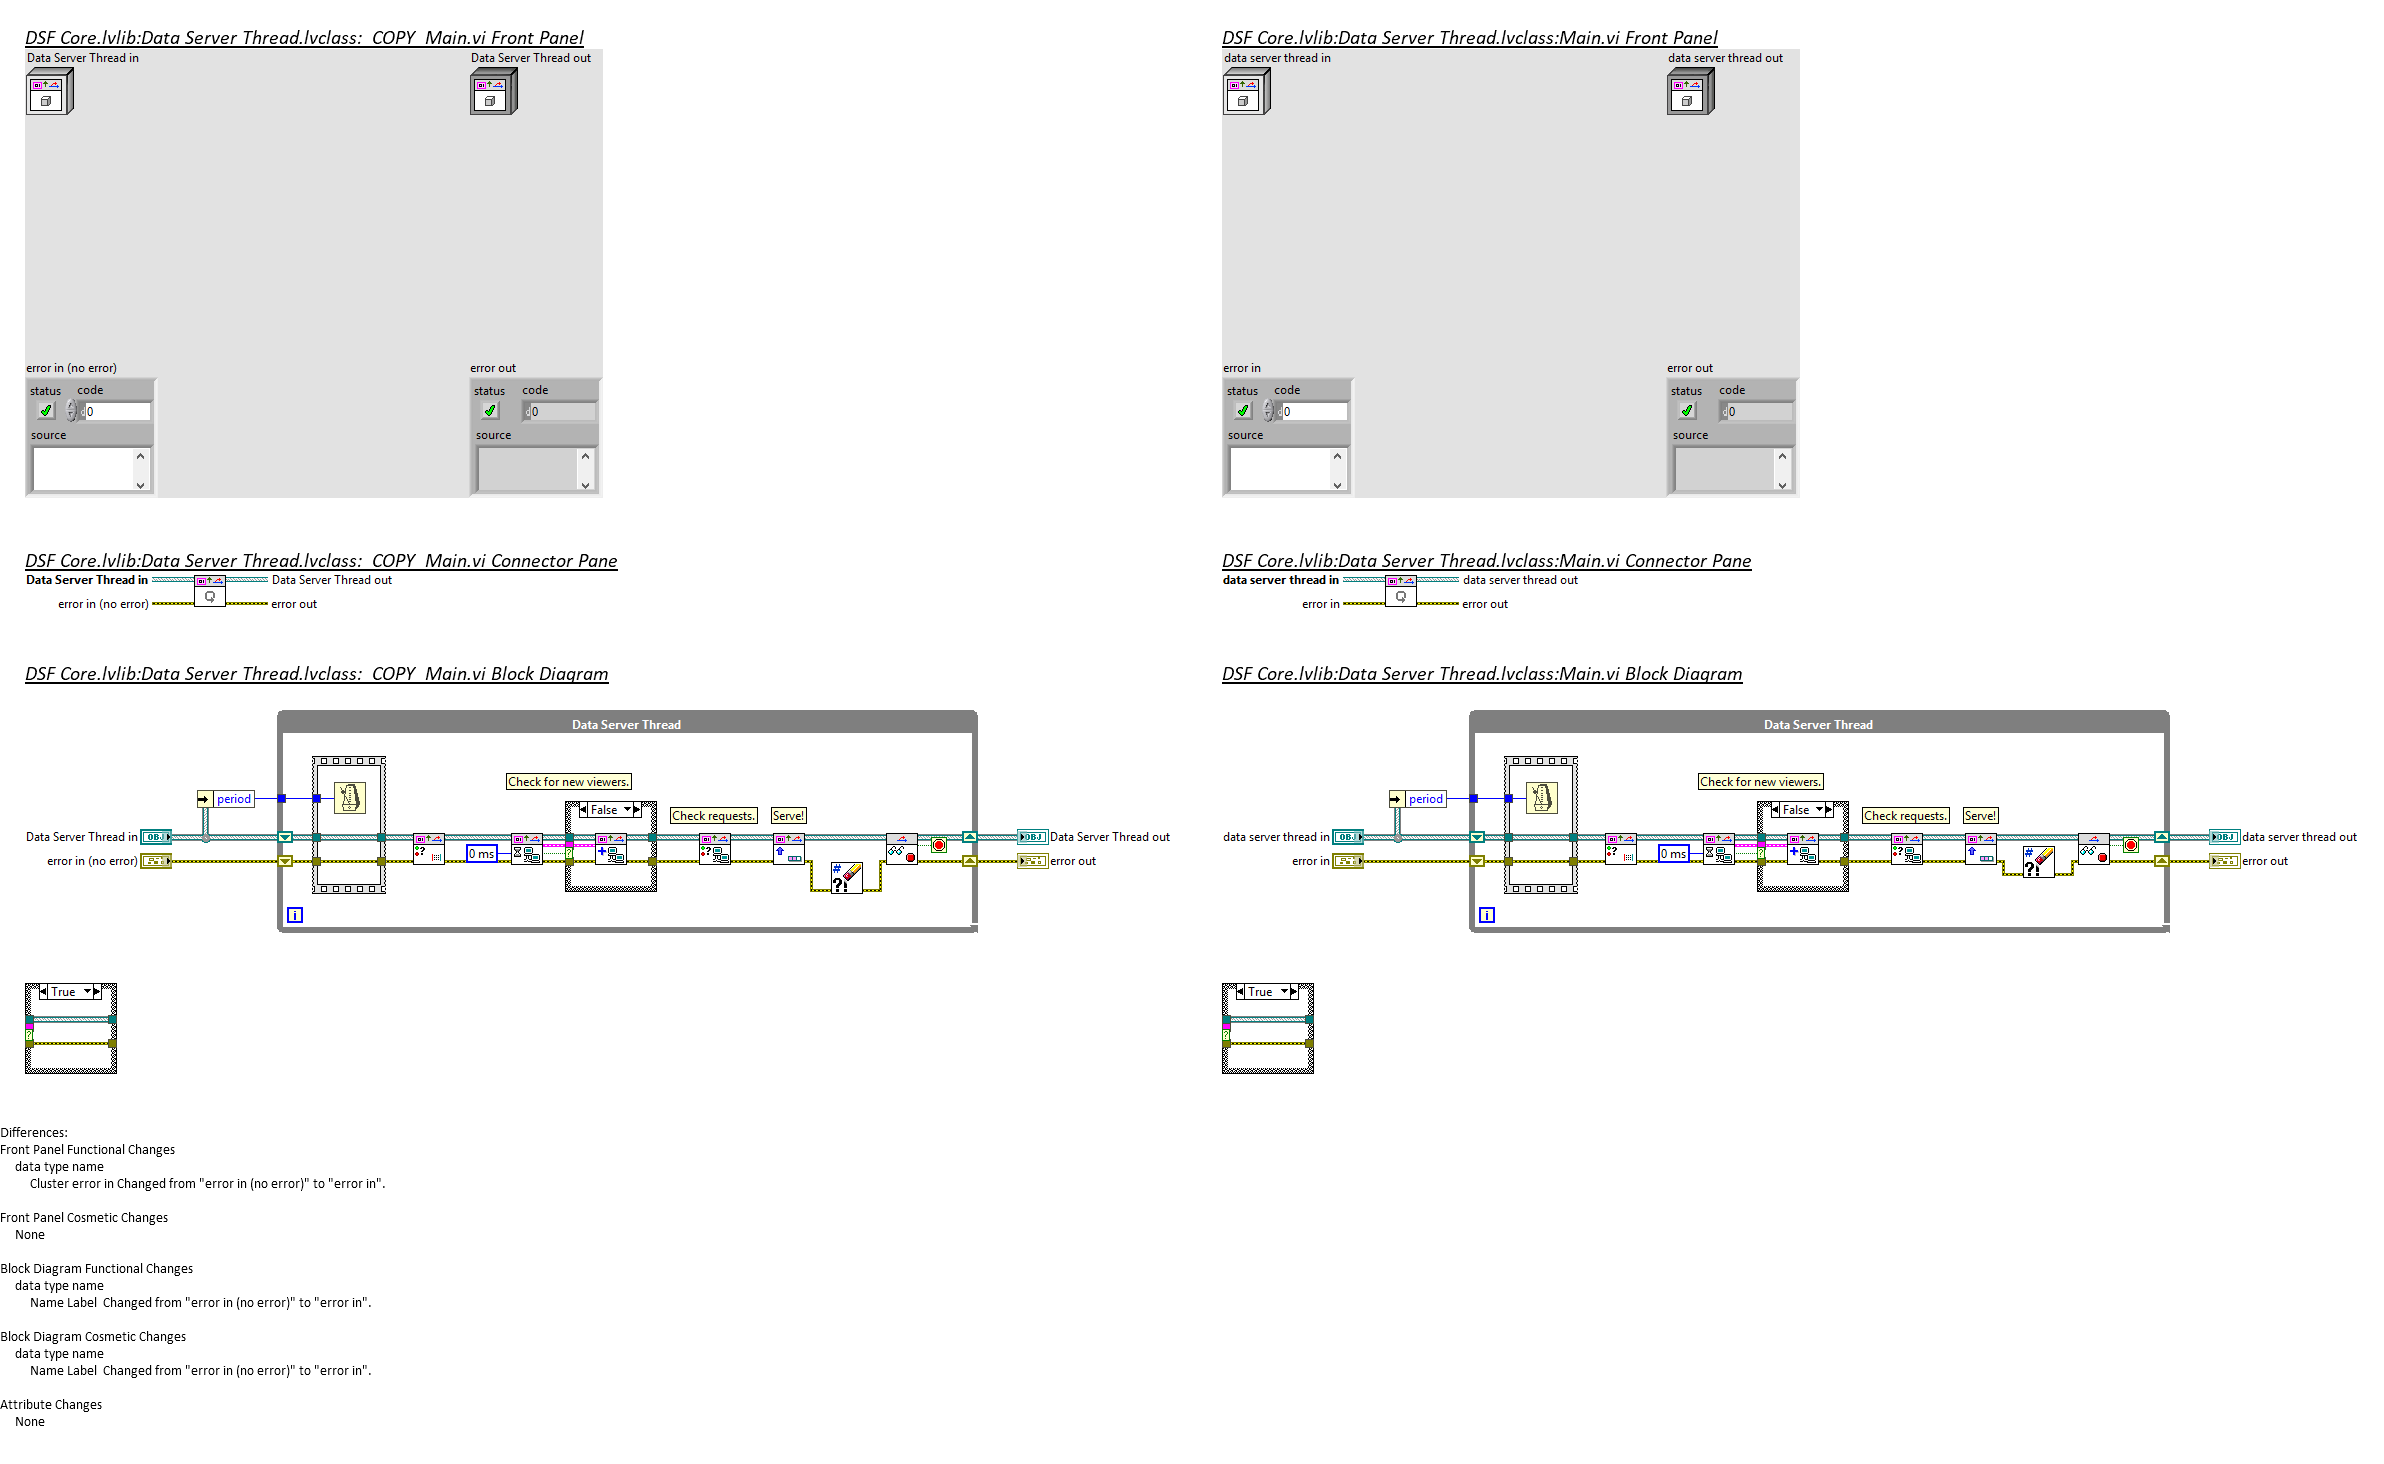 DSF Core.lvlib:Data Server Thread.lvclass:_COPY_Main.vi Front Panel
Data Server Thread in
Data Server Thread out
error in (no error)
status code
0
source
error out
status code
0
source
DSF Core.lvlib:Data Server Thread.lvclass:Main.vi Front Panel
data server thread in
data server thread out
error in
status code
0
source
error out
status code
0
source
DSF Core.lvlib:Data Server Thread.lvclass:_COPY_Main.vi Connector Pane
Data Server Thread in
Data Server Thread out
error in (no error)
error out
DSF Core.lvlib:Data Server Thread.lvclass:Main.vi Connector Pane
data server thread in
data server thread out
error in
error out
DSF Core.lvlib:Data Server Thread.lvclass:_COPY_Main.vi Block Diagram
Data Server Thread
Check for new viewers.
period
False
Check requests.
Serve!
Data Server Thread in
OBJ
0 ms
OBJ
Data Server Thread out
error in (no error)
#
?!
error out
i
True
?
DSF Core.lvlib:Data Server Thread.lvclass:Main.vi Block Diagram
Data Server Thread
Check for new viewers.
period
False
Check requests.
Serve!
data server thread in
OBJ
0 ms
OBJ
data server thread out
error in
#
?!
error out
i
True
?
Differences:
Front Panel Functional Changes
data type name
Cluster error in Changed from "error in (no error)" to "error in".
Front Panel Cosmetic Changes
None
Block Diagram Functional Changes
data type name
Name Label  Changed from "error in (no error)" to "error in".
Block Diagram Cosmetic Changes
data type name
Name Label  Changed from "error in (no error)" to "error in".
Attribute Changes
None